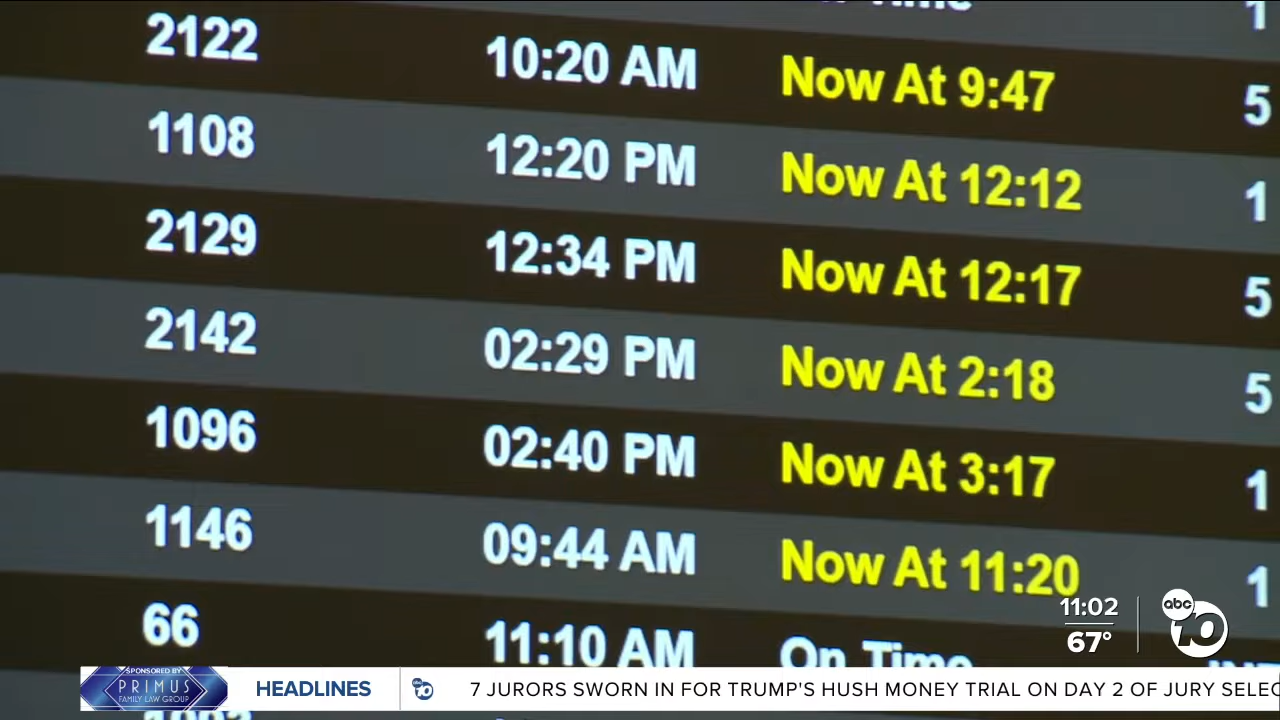 2122 10:20 AM Now At 9:47 5
1108 12:20 PM Now At 12:12 1
2129 12:34 PM Now At 12:17 5
2142 02:29 PM Now At 2:18 5
1096 02:40 PM Now At 3:17 1
1146 09:44 AM Now At 11:20 1
66 11:10 AM On Time
11:02
67°
abc 10
SPONSORED BY
PRIMUS
FAMILY LAW GROUP
HEADLINES
abc 10
7 JURORS SWORN IN FOR TRUMP'S HUSH MONEY TRIAL ON DAY 2 OF JURY SELEC